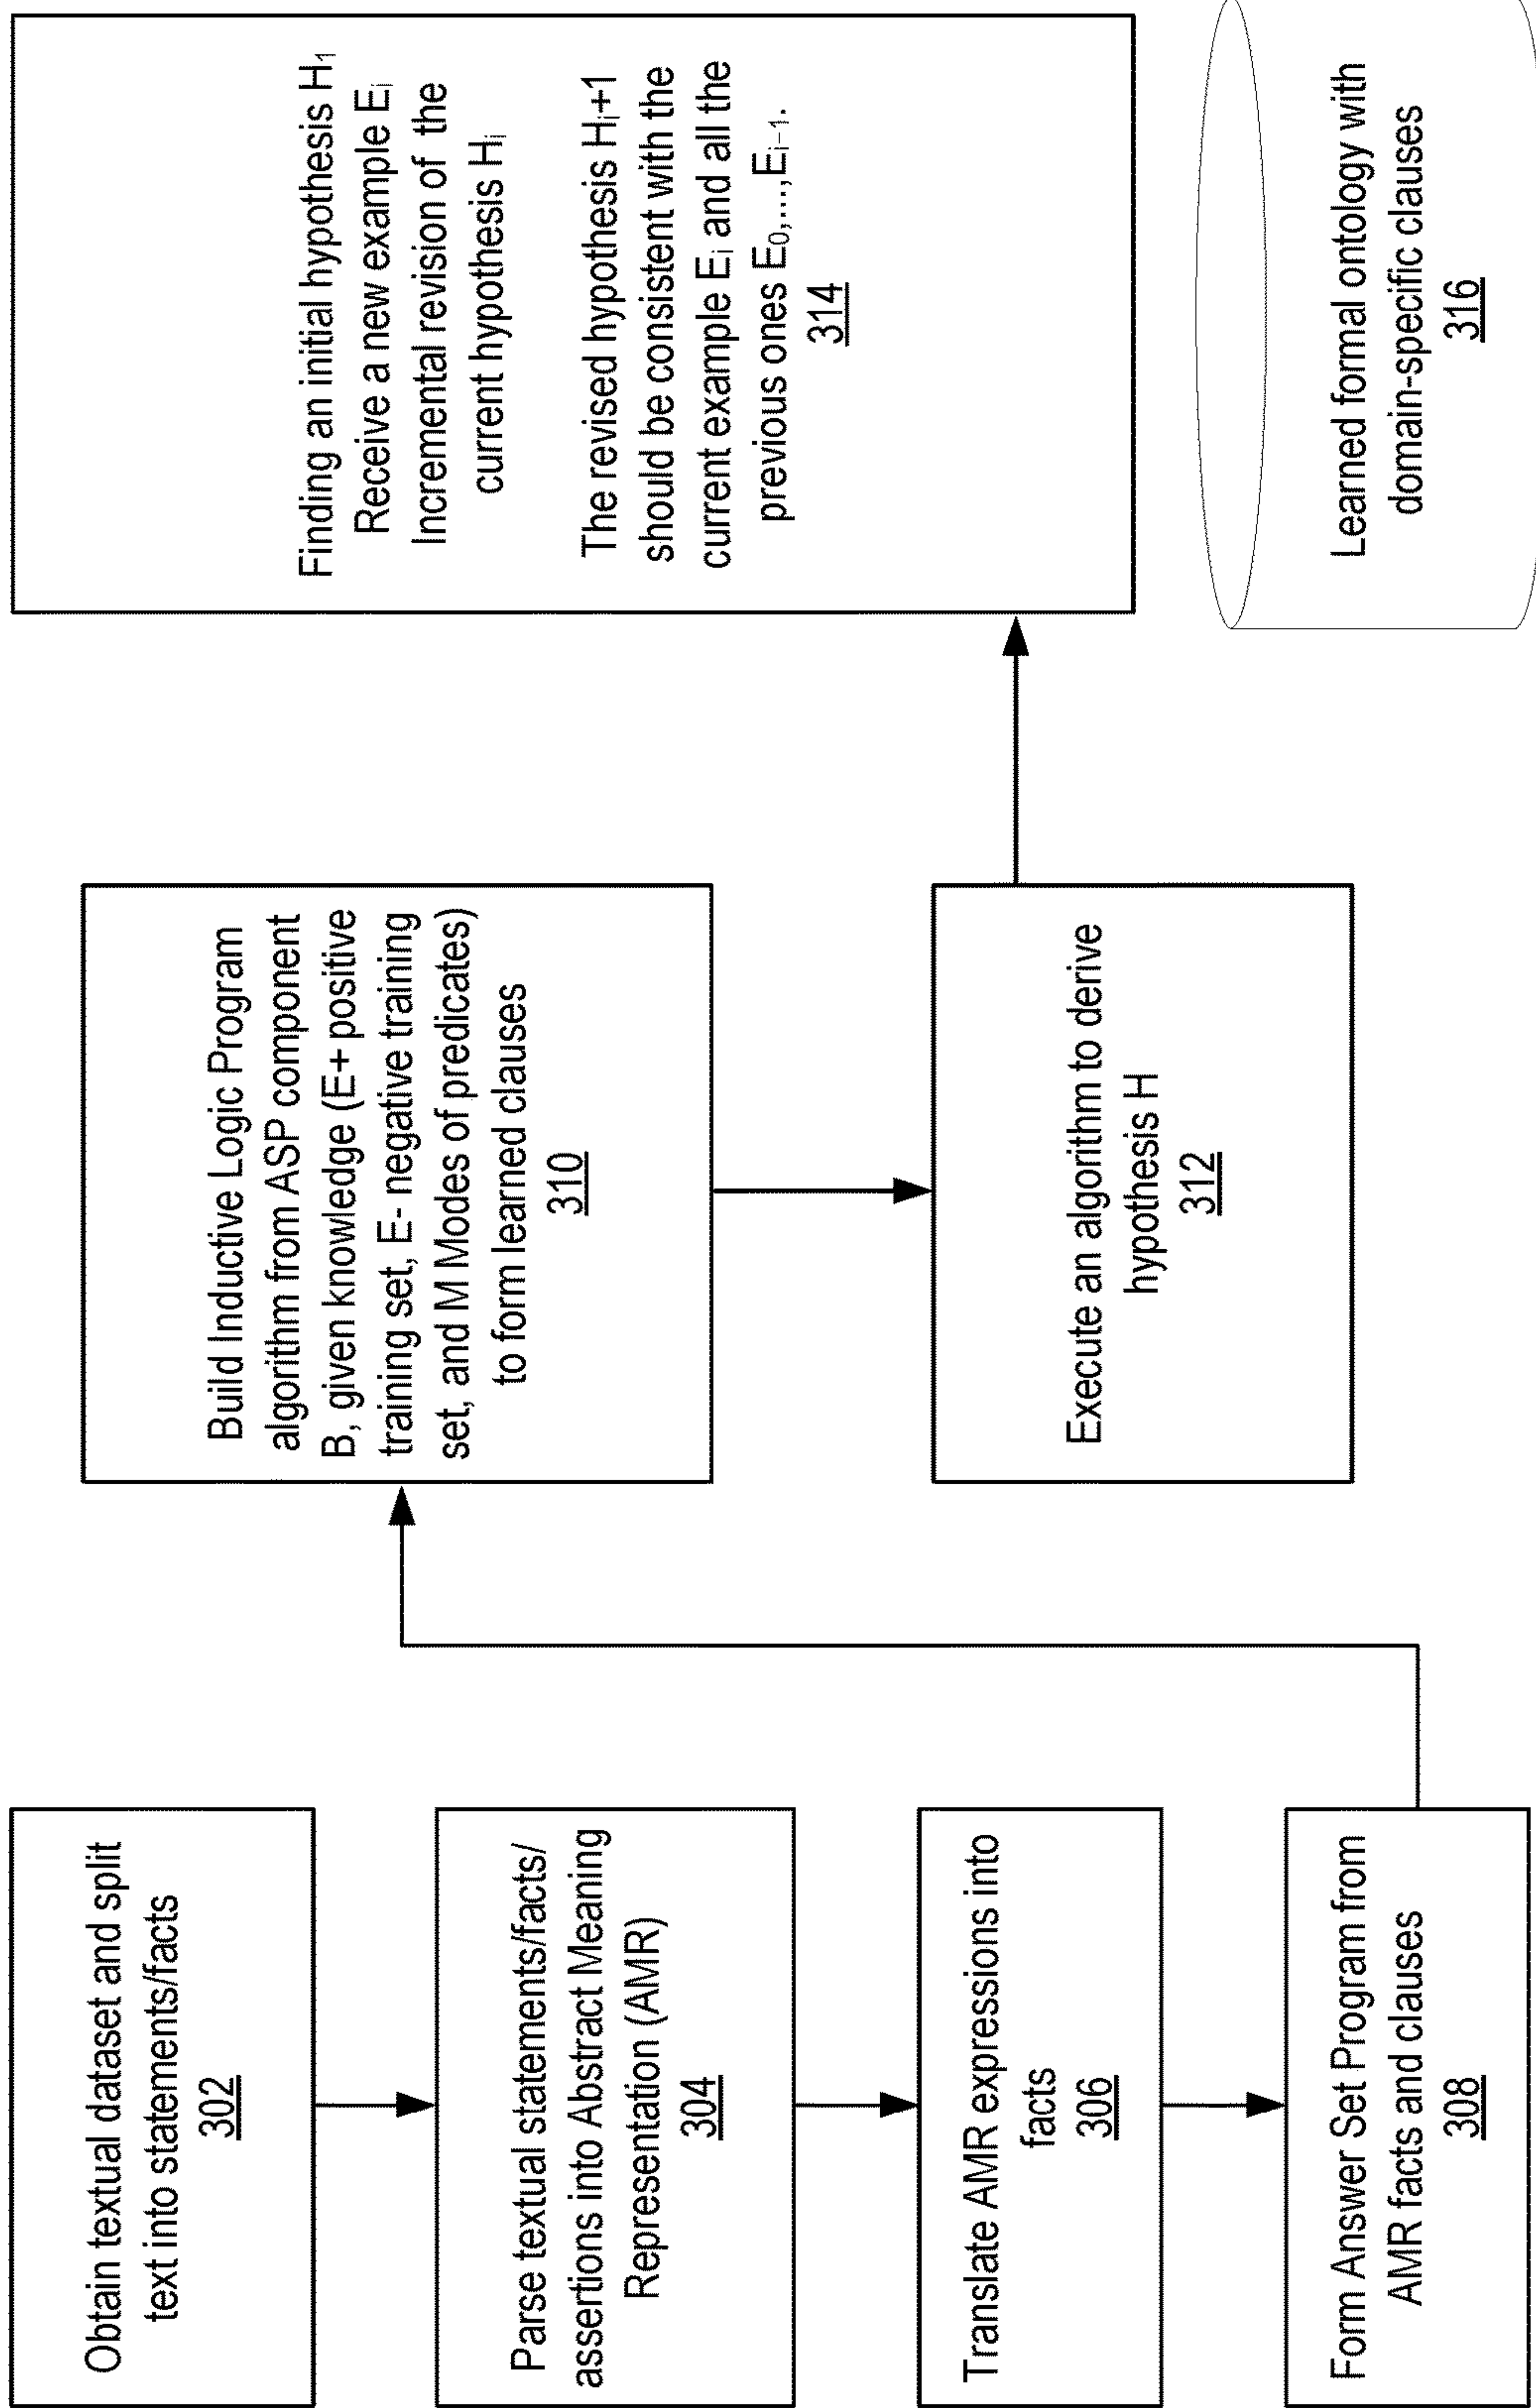 Obtain textual dataset and split
text into statements/facts
302
Parse textual statements/facts/
assertions into Abstract Meaning
Representation (AMR)
304
Translate AMR expressions into
facts
306
Form Answer Set Program from
AMR facts and clauses
308
Build Inductive Logic Program
algorithm from ASP component
B, given knowledge (E+ positive
training set, E- negative training
set, and M Modes of predicates)
to form learned clauses
310
Execute an algorithm to derive
hypothesis H
312
Finding an initial hypothesis H₁
Receive a new example Eᵢ
Incremental revision of the
current hypothesis Hᵢ
The revised hypothesis Hᵢ+1
should be consistent with the
current example Eᵢ and all the
previous ones E₀,...,Eᵢ₋₁.
314
Learned formal ontology with
domain-specific clauses
316